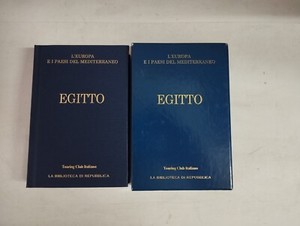 L'EUROPA
E I PAESI DEL MEDITERRANEO
EGITTO
Touring Club Italiano
LA BIBLIOTECA DI REPUBBLICA
L'EUROPA
E I PAESI DEL MEDITERRANEO
EGITTO
Touring Club Italiano
LA BIBLIOTECA DI REPUBBLICA